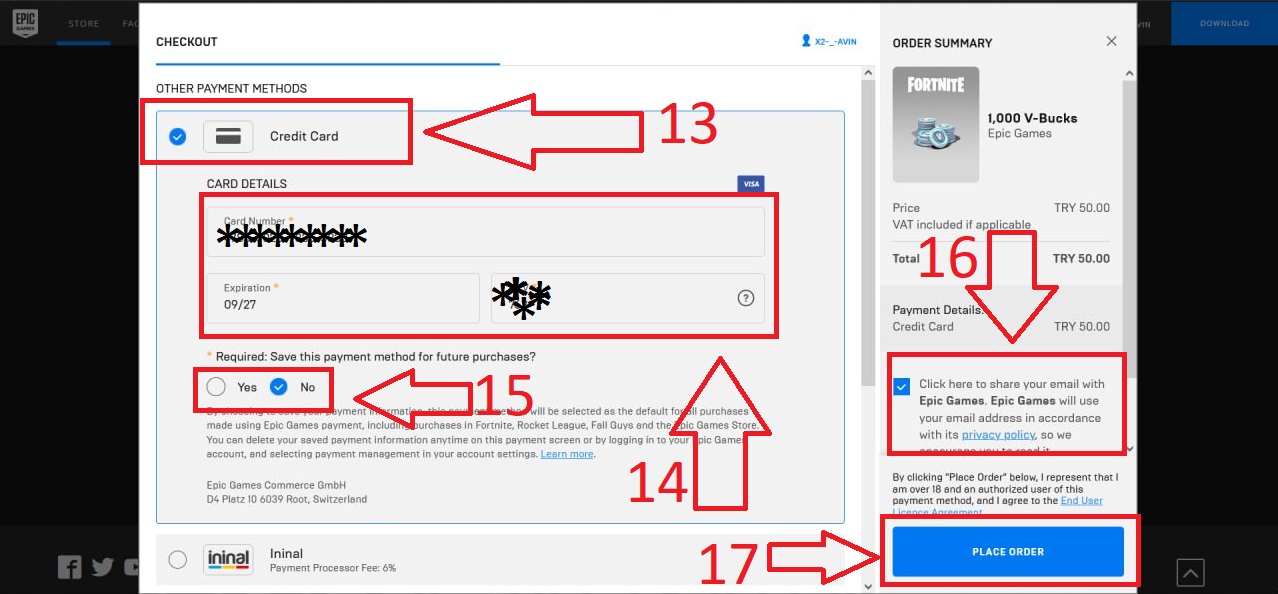 EPIC
GAMES
STORE
DOWNLOAD
CHECKOUT
X2-_-AVIN
OTHER PAYMENT METHODS
Credit Card
13
CARD DETAILS
VISA
Card Number *
*********
Expiration *
09/27
***
?
14
* Required: Save this payment method for future purchases?
Yes
No
15
By choosing to save your payment information, this payment method will be selected as the default for all purchases
made using Epic Games payment, including purchases in Fortnite, Rocket League, Fall Guys and the Epic Games Store.
You can delete your saved payment information anytime on this payment screen or by logging in to your Epic Games
account, and selecting payment management in your account settings. Learn more.
Epic Games Commerce GmbH
D4 Platz 10 6039 Root, Switzerland
ininal
Ininal
Payment Processor Fee: 6%
ORDER SUMMARY
FORTNITE
1,000 V-Bucks
Epic Games
Price TRY 50.00
VAT included if applicable
Total TRY 50.00
16
Payment Details
Credit Card TRY 50.00
Click here to share your email with
Epic Games. Epic Games will use
your email address in accordance
with its privacy policy, so we
encourage you to read it
By clicking "Place Order" below, I represent that I
am over 18 and an authorized user of this
payment method, and I agree to the End User
Licence Agreement
17
PLACE ORDER